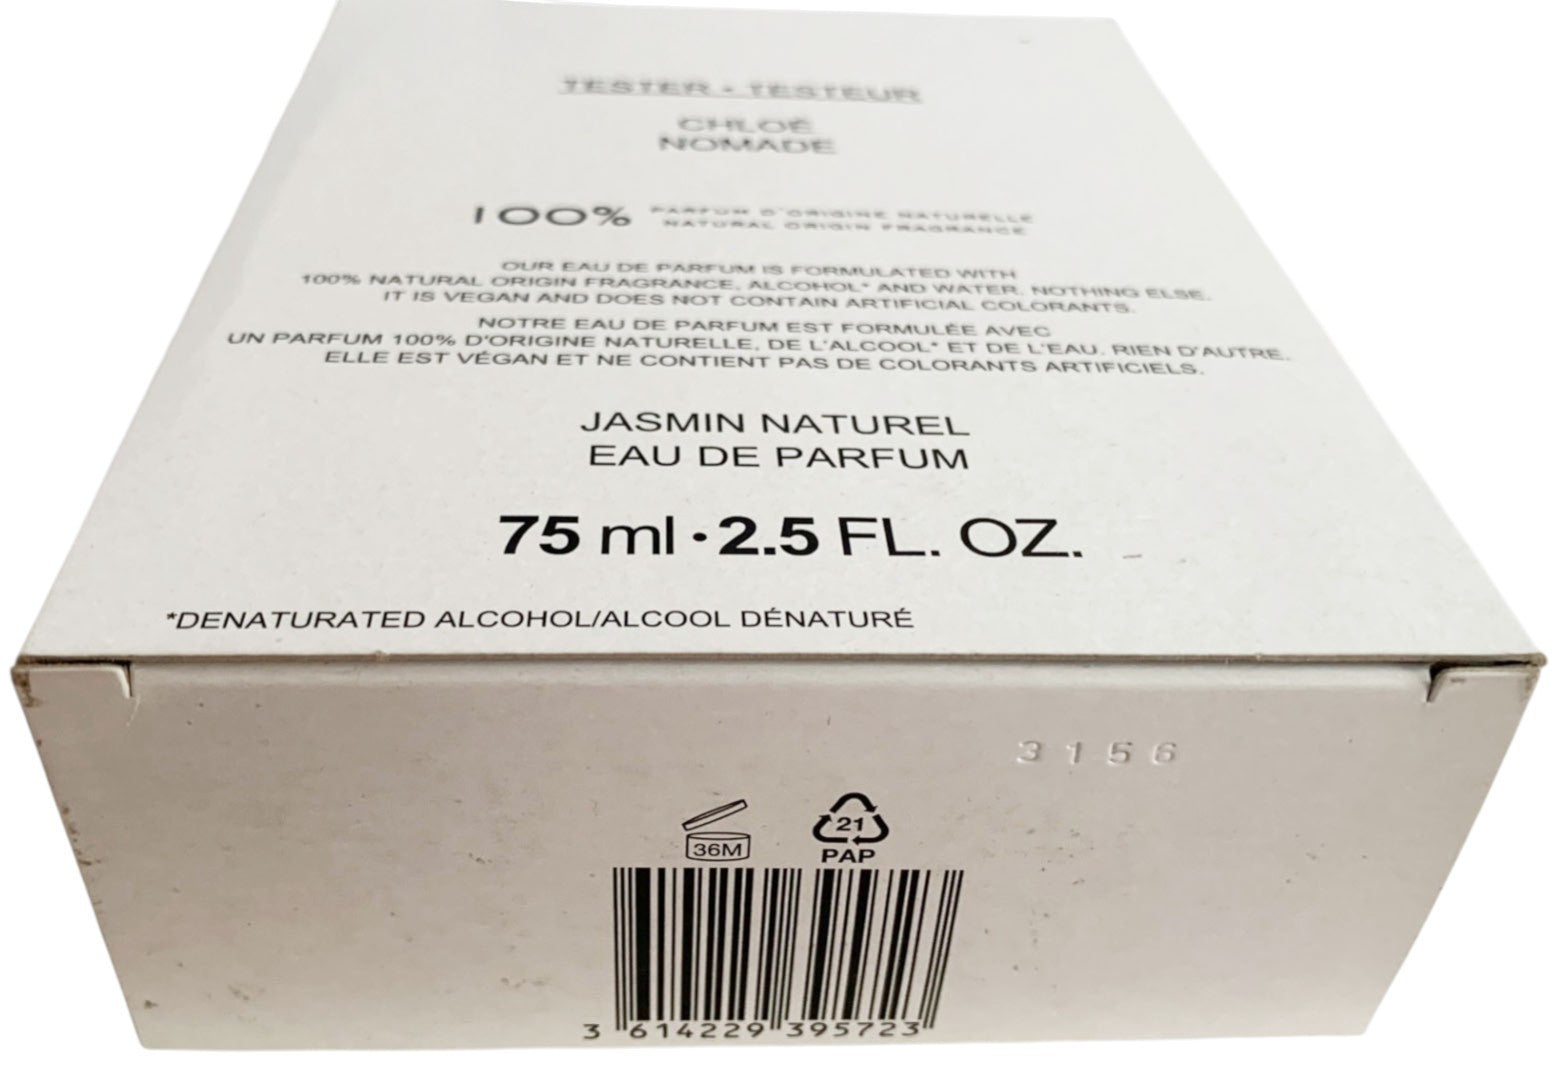 TESTER • TESTEUR
CHLOÉ
NOMADE
100% PARFUM D'ORIGINE NATURELLE
NATURAL ORIGIN FRAGRANCE
OUR EAU DE PARFUM IS FORMULATED WITH
100% NATURAL ORIGIN FRAGRANCE, ALCOHOL* AND WATER. NOTHING ELSE.
IT IS VEGAN AND DOES NOT CONTAIN ARTIFICIAL COLORANTS.
NOTRE EAU DE PARFUM EST FORMULÉE AVEC
UN PARFUM 100% D'ORIGINE NATURELLE, DE L'ALCOOL* ET DE L'EAU. RIEN D'AUTRE.
ELLE EST VÉGAN ET NE CONTIENT PAS DE COLORANTS ARTIFICIELS.
JASMIN NATUREL
EAU DE PARFUM
75 ml • 2.5 FL. OZ.
*DENATURATED ALCOHOL/ALCOOL DÉNATURÉ
3156
36M
21
PAP
3 614229 395723